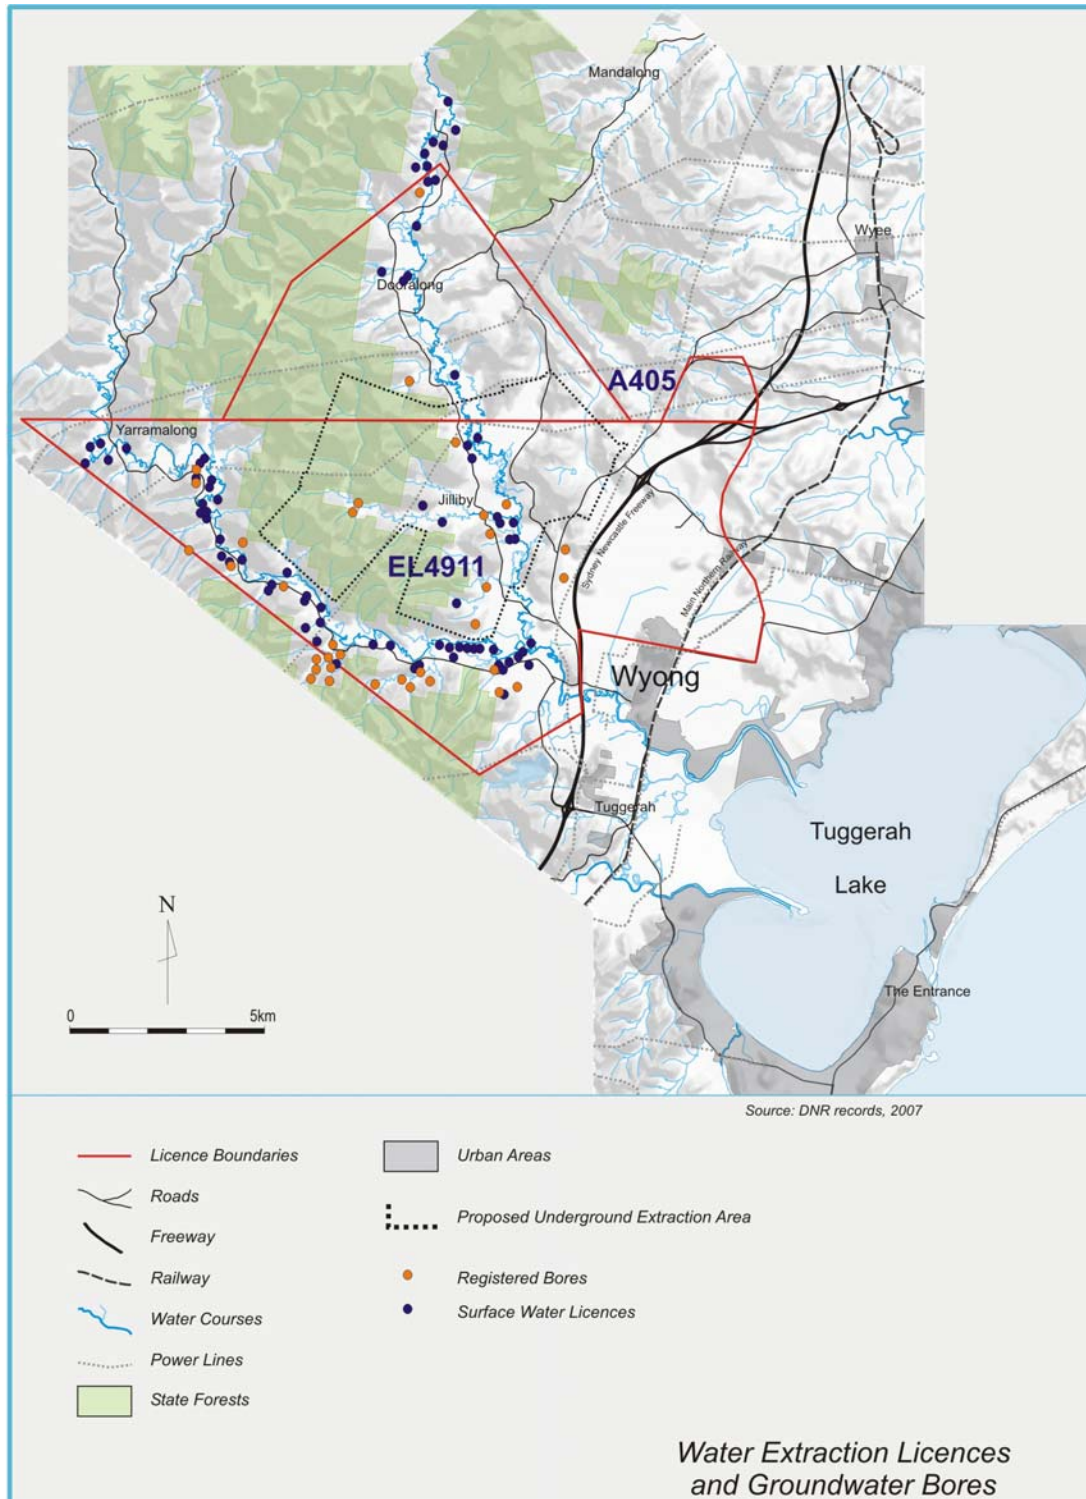 Mandalong
Wyee
Dooralong
A405
Yarramalong
Jilliby
Sydney Newcastle Freeway
EL4911
Main Northern Railway
Wyong
Tuggerah
Tuggerah
Lake
N
The Entrance
0 5km
Source: DNR records, 2007
Licence Boundaries
Roads
Freeway
Railway
Water Courses
Power Lines
State Forests
Urban Areas
Proposed Underground Extraction Area
Registered Bores
Surface Water Licences
Water Extraction Licences
and Groundwater Bores